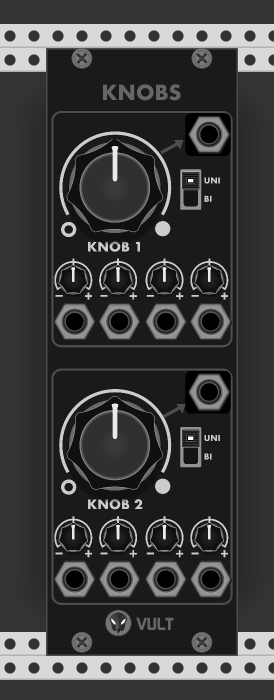 KNOBS
UNI
BI
KNOB 1
- + - + - + - +
UNI
BI
KNOB 2
- + - + - + - +
VULT